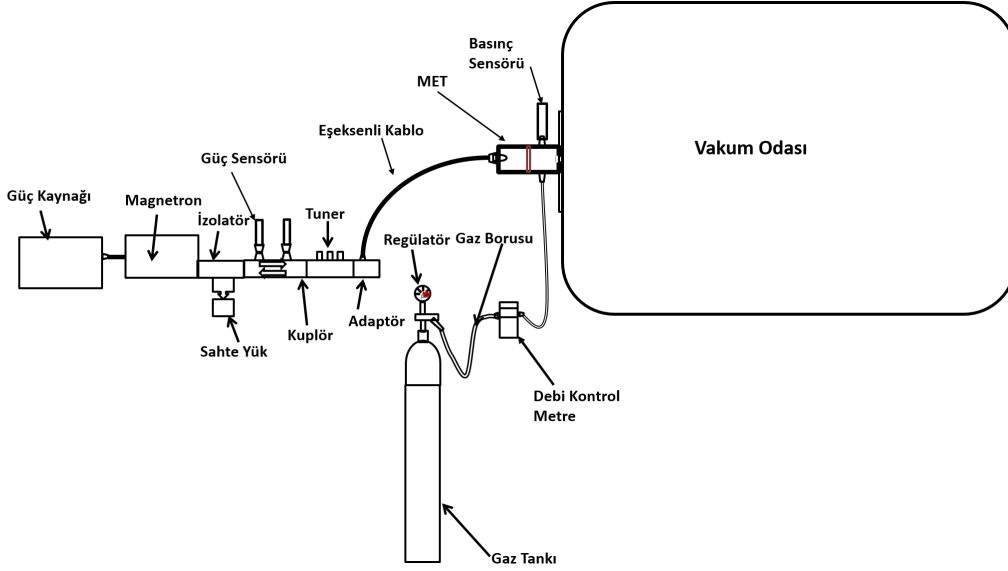 Basınç
Sensörü
MET
Eşeksenli Kablo
Vakum Odası
Güç Sensörü
Güç Kaynağı
Magnetron
İzolatör
Tuner
Regülatör
Gaz Borusu
Adaptör
Kuplör
Sahte Yük
Debi Kontrol
Metre
Gaz Tankı